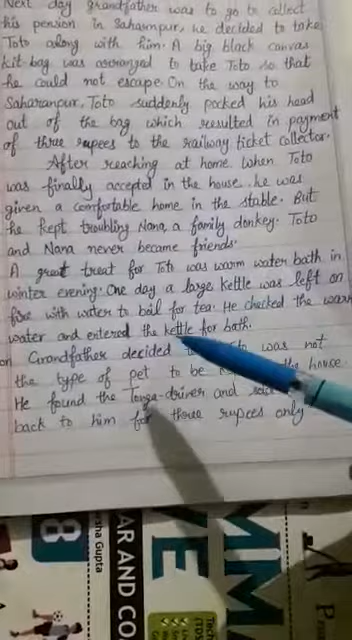 Next day grandfather was to go to collect
his pension in Saharanpur, he decided to take
Toto along with him. A big black canvas
kit-bag was arranged to take Toto so that
he could not escape. On the way to
Saharanpur, Toto suddenly pocked his head
out of the bag which resulted in payment
of three rupees to the railway ticket collector.
After reaching at home. When Toto
was finally accepted in the house. he was
given a comfortable home in the stable. But
he kept troubling Nana, a family donkey. Toto
and Nana never became friends.
A great treat for Toto was warm water bath in
winter evening. One day a large kettle was left on
fire with water to boil for tea. He checked the warm
water and entered the kettle for bath.
on Grandfather decided was not
the type of pet to be the house.
He found the Tonga-driver and
back to him for three rupees only
8
sha Gupta
AR AND CO
VE
MMA